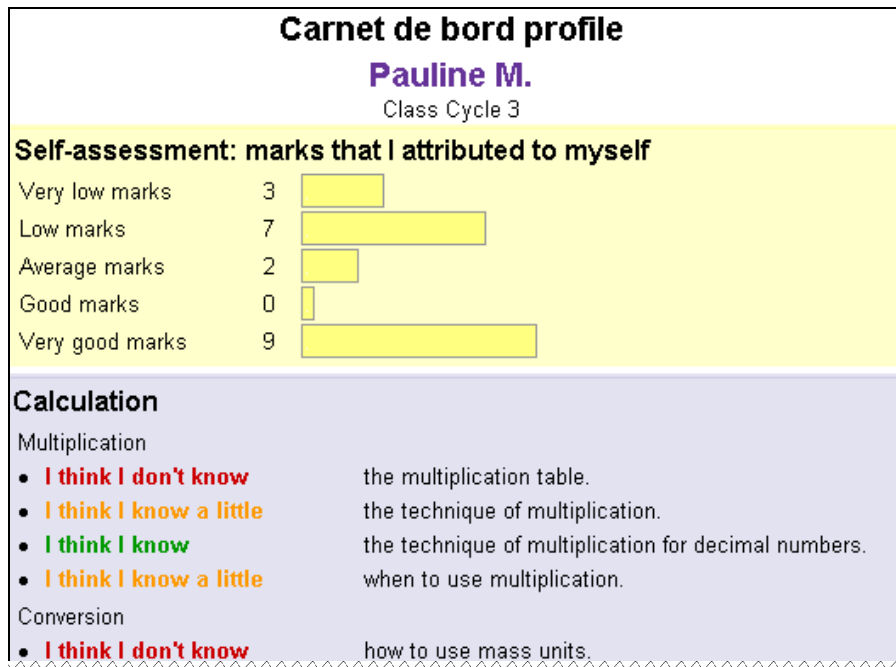 Carnet de bord profile
Pauline M.
Class Cycle 3
Self-assessment: marks that I attributed to myself
Very low marks 3
Low marks 7
Average marks 2
Good marks 0
Very good marks 9
Calculation
Multiplication
• I think I don't know the multiplication table.
• I think I know a little the technique of multiplication.
• I think I know the technique of multiplication for decimal numbers.
• I think I know a little when to use multiplication.
Conversion
• I think I don't know how to use mass units.